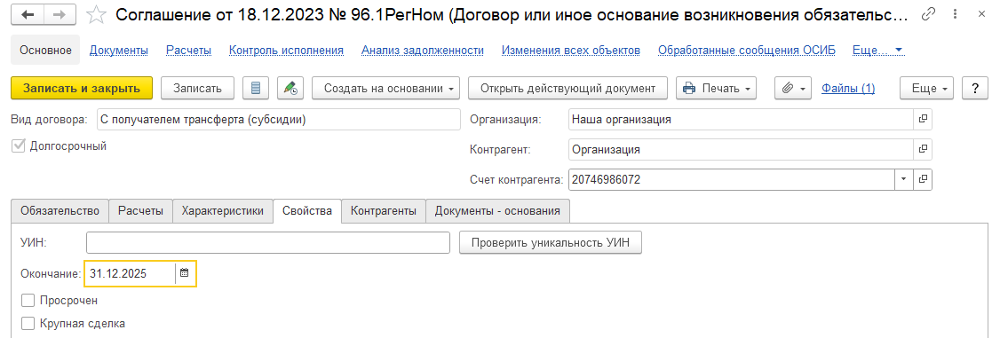 Соглашение от 18.12.2023 № 96.1РегНом (Договор или иное основание возникновения обязательс...
Основное Документы Расчеты Контроль исполнения Анализ задолженности Изменения всех объектов Обработанные сообщения ОСИБ Еще...
Записать и закрыть Записать Создать на основании Открыть действующий документ Печать Файлы (1) Еще ?
Вид договора: С получателем трансферта (субсидии) Организация: Наша организация
Долгосрочный Контрагент: Организация
Счет контрагента: 20746986072
Обязательство Расчеты Характеристики Свойства Контрагенты Документы - основания
УИН: Проверить уникальность УИН
Окончание: 31.12.2025
Просрочен
Крупная сделка